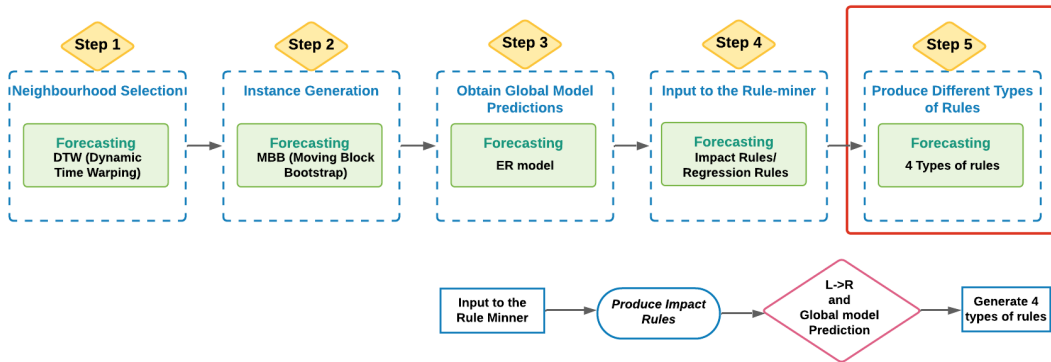 Step 1
Step 2
Step 3
Step 4
Step 5
Neighbourhood Selection
Forecasting
DTW (Dynamic
Time Warping)
Instance Generation
Forecasting
MBB (Moving Block
Bootstrap)
Obtain Global Model
Predictions
Forecasting
ER model
Input to the Rule-miner
Forecasting
Impact Rules/
Regression Rules
Produce Different Types
of Rules
Forecasting
4 Types of rules
Input to the
Rule Minner
Produce Impact
Rules
L->R
and
Global model
Prediction
Generate 4
types of rules